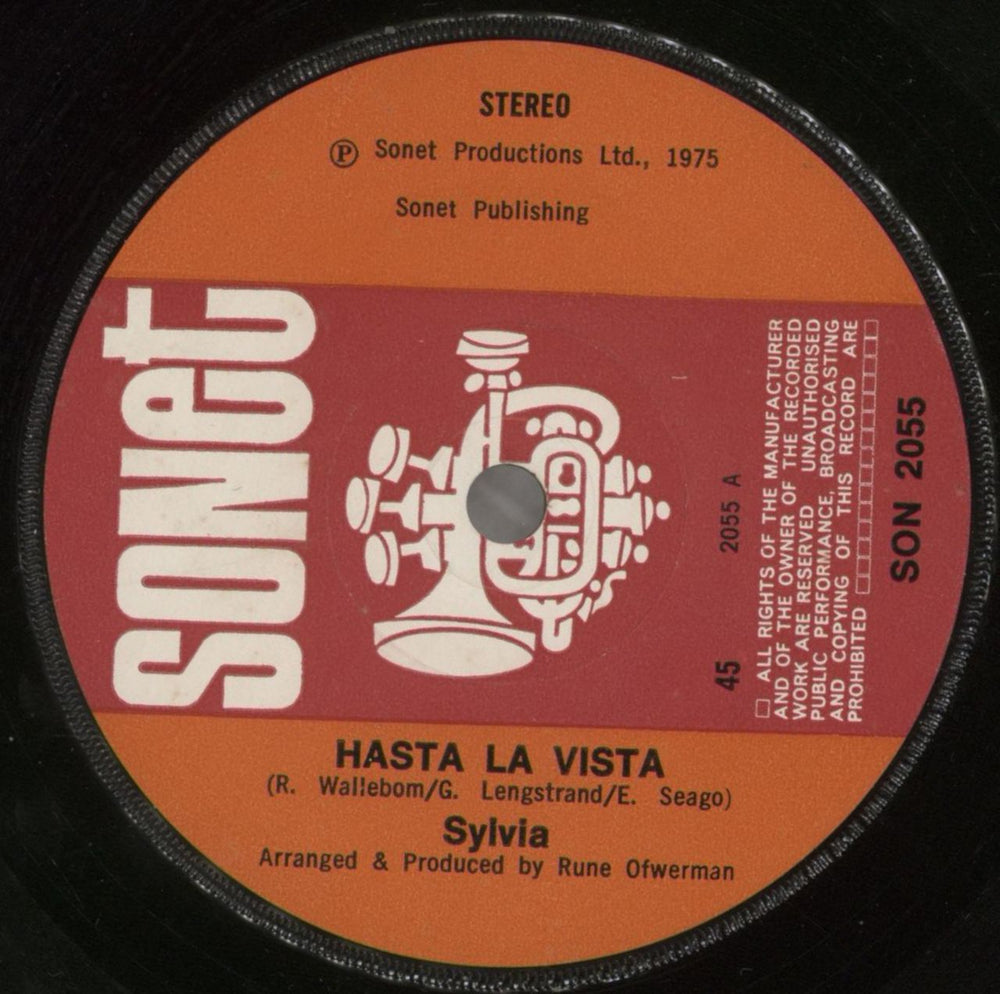 STEREO
Ⓟ Sonet Productions Ltd., 1975
Sonet Publishing
SONET
45 2055 A
ALL RIGHTS OF THE MANUFACTURER
AND OF THE OWNER OF THE RECORDED
WORK ARE RESERVED UNAUTHORISED
PUBLIC PERFORMANCE, BROADCASTING
AND COPYING OF THIS RECORD ARE
PROHIBITED
SON 2055
HASTA LA VISTA
(R. Wallebom/G. Lengstrand/E. Seago)
Sylvia
Arranged & Produced by Rune Ofwerman